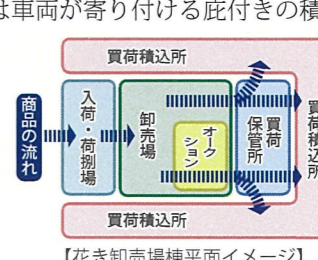 は車両が寄り付ける庇付きの積
買荷積込所
商品の流れ
入荷・荷捌場
卸売場
オークション
買荷保管所
買荷積込所
買荷積込所
【花き卸売場棟平面イメージ】